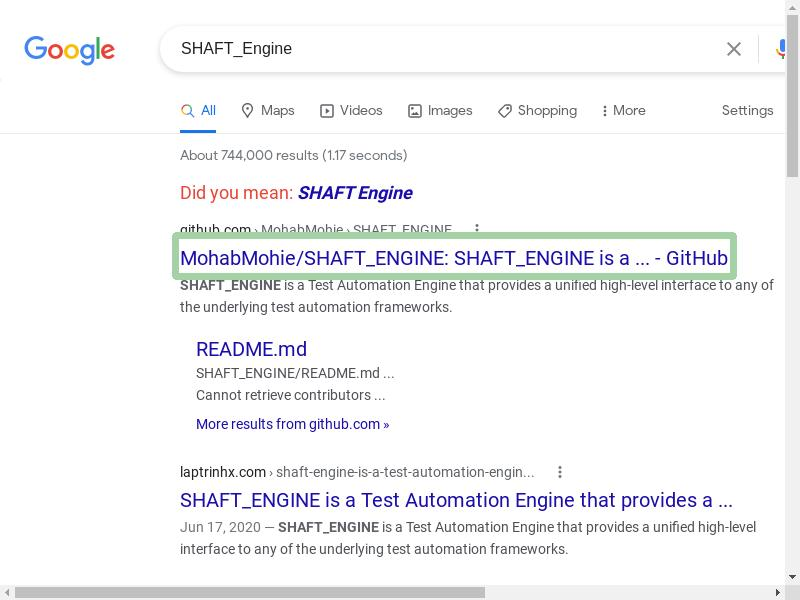 Google
SHAFT_Engine
All Maps Videos Images Shopping More Settings
About 744,000 results (1.17 seconds)
Did you mean: SHAFT Engine
github.com › MohabMohie › SHAFT_ENGINE
MohabMohie/SHAFT_ENGINE: SHAFT_ENGINE is a ... - GitHub
SHAFT_ENGINE is a Test Automation Engine that provides a unified high-level interface to any of
the underlying test automation frameworks.
README.md
SHAFT_ENGINE/README.md ...
Cannot retrieve contributors ...
More results from github.com »
laptrinhx.com › shaft-engine-is-a-test-automation-engin...
SHAFT_ENGINE is a Test Automation Engine that provides a ...
Jun 17, 2020 — SHAFT_ENGINE is a Test Automation Engine that provides a unified high-level
interface to any of the underlying test automation frameworks.